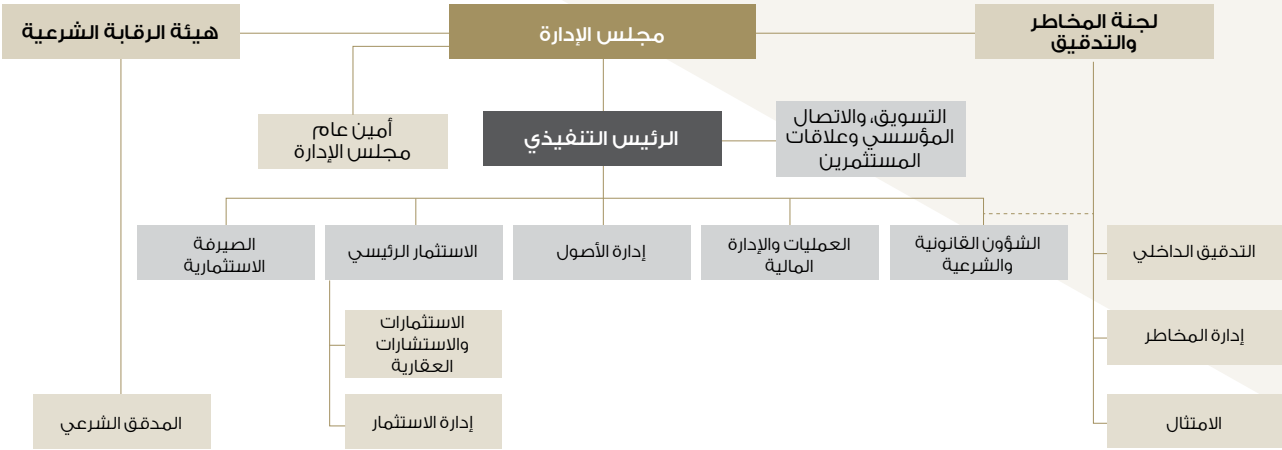 لجنة المخاطر
والتدقيق
مجلس الإدارة
هيئة الرقابة الشرعية
التسويق، والاتصال
المؤسسي وعلاقات
المستثمرين
الرئيس التنفيذي
أمين عام
مجلس الإدارة
التدقيق الداخلي
الشؤون القانونية
والشرعية
العمليات والإدارة
المالية
إدارة الأصول
الاستثمار الرئيسي
الصيرفة
الاستثمارية
إدارة المخاطر
الاستثمارات
والاستشارات
العقارية
الامتثال
إدارة الاستثمار
المدقق الشرعي